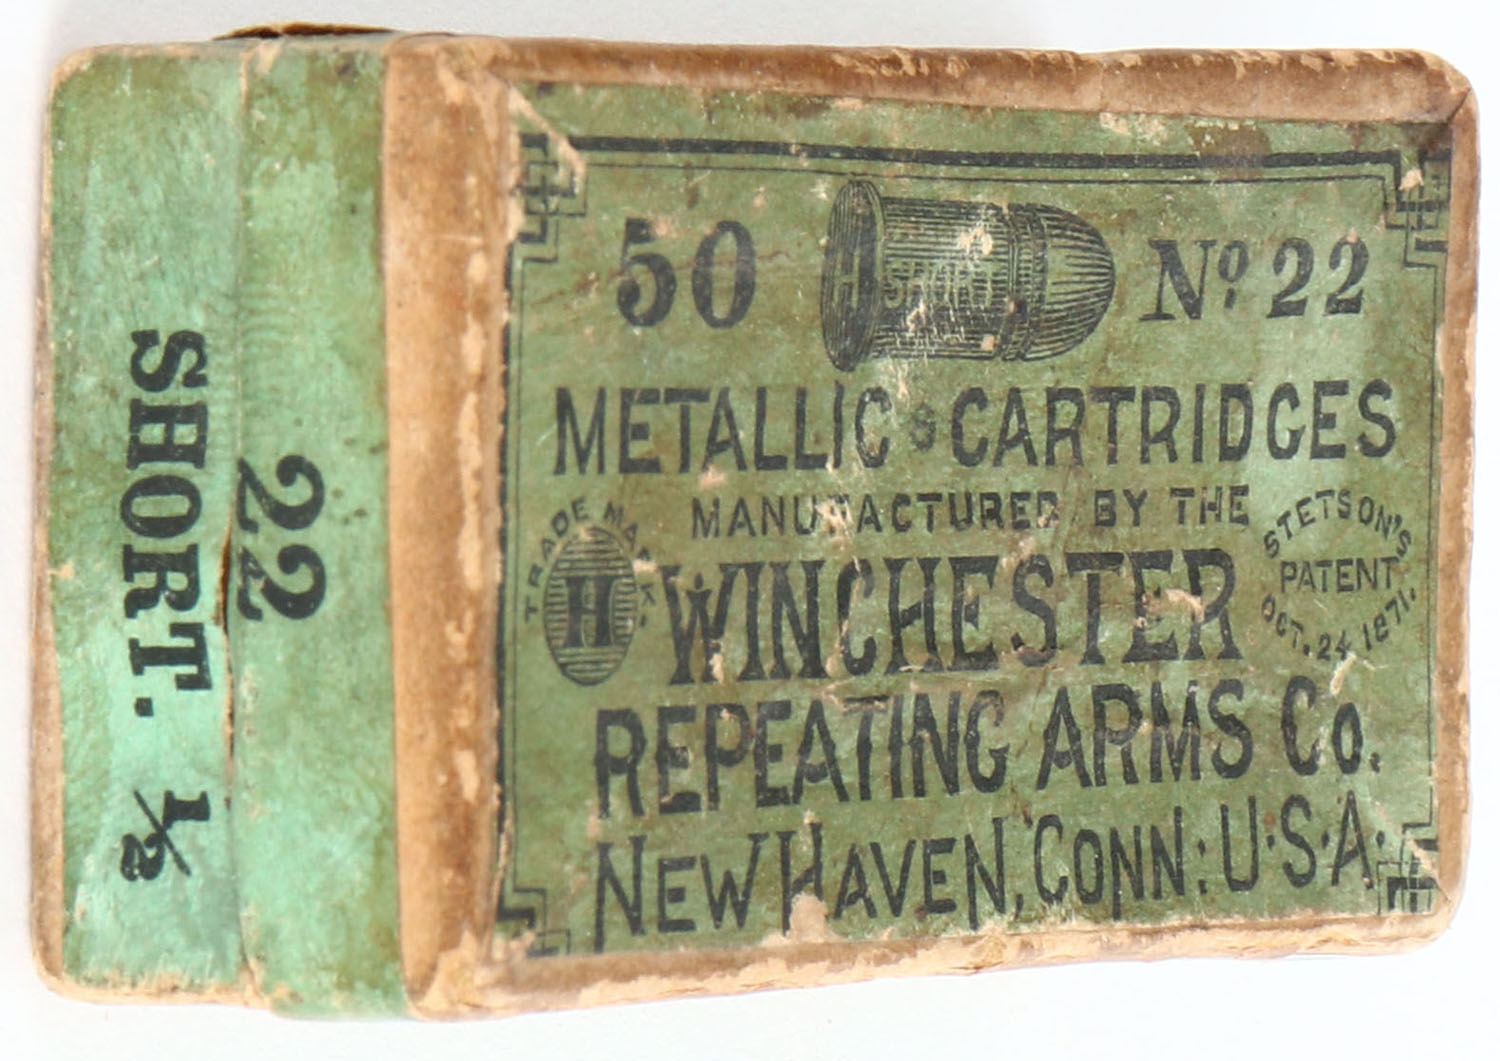 50 Nº 22
H SHORT
METALLIC CARTRIDGES
MANUFACTURED BY THE
TRADE MARK.
H
WINCHESTER
STETSON'S
PATENT
OCT. 24 1871.
REPEATING ARMS Co.
NEW HAVEN, CONN: U·S·A·
22
SHORT. ½